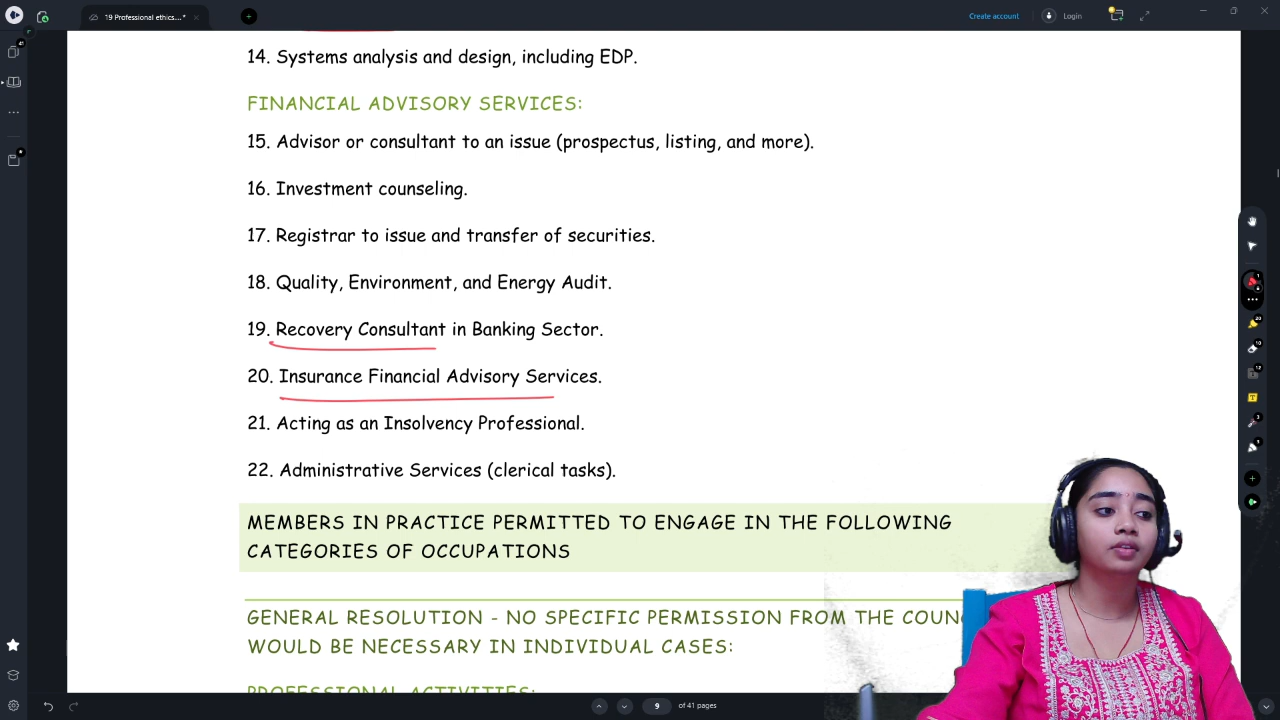 19 Professional ethics....*
Create account
Login
14. Systems analysis and design, including EDP.
FINANCIAL ADVISORY SERVICES:
15. Advisor or consultant to an issue (prospectus, listing, and more).
16. Investment counseling.
17. Registrar to issue and transfer of securities.
18. Quality, Environment, and Energy Audit.
19. Recovery Consultant in Banking Sector.
20. Insurance Financial Advisory Services.
21. Acting as an Insolvency Professional.
22. Administrative Services (clerical tasks).
MEMBERS IN PRACTICE PERMITTED TO ENGAGE IN THE FOLLOWING
CATEGORIES OF OCCUPATIONS
GENERAL RESOLUTION - NO SPECIFIC PERMISSION FROM THE COUN
WOULD BE NECESSARY IN INDIVIDUAL CASES:
PROFESSIONAL ACTIVITIES:
9 of 41 pages